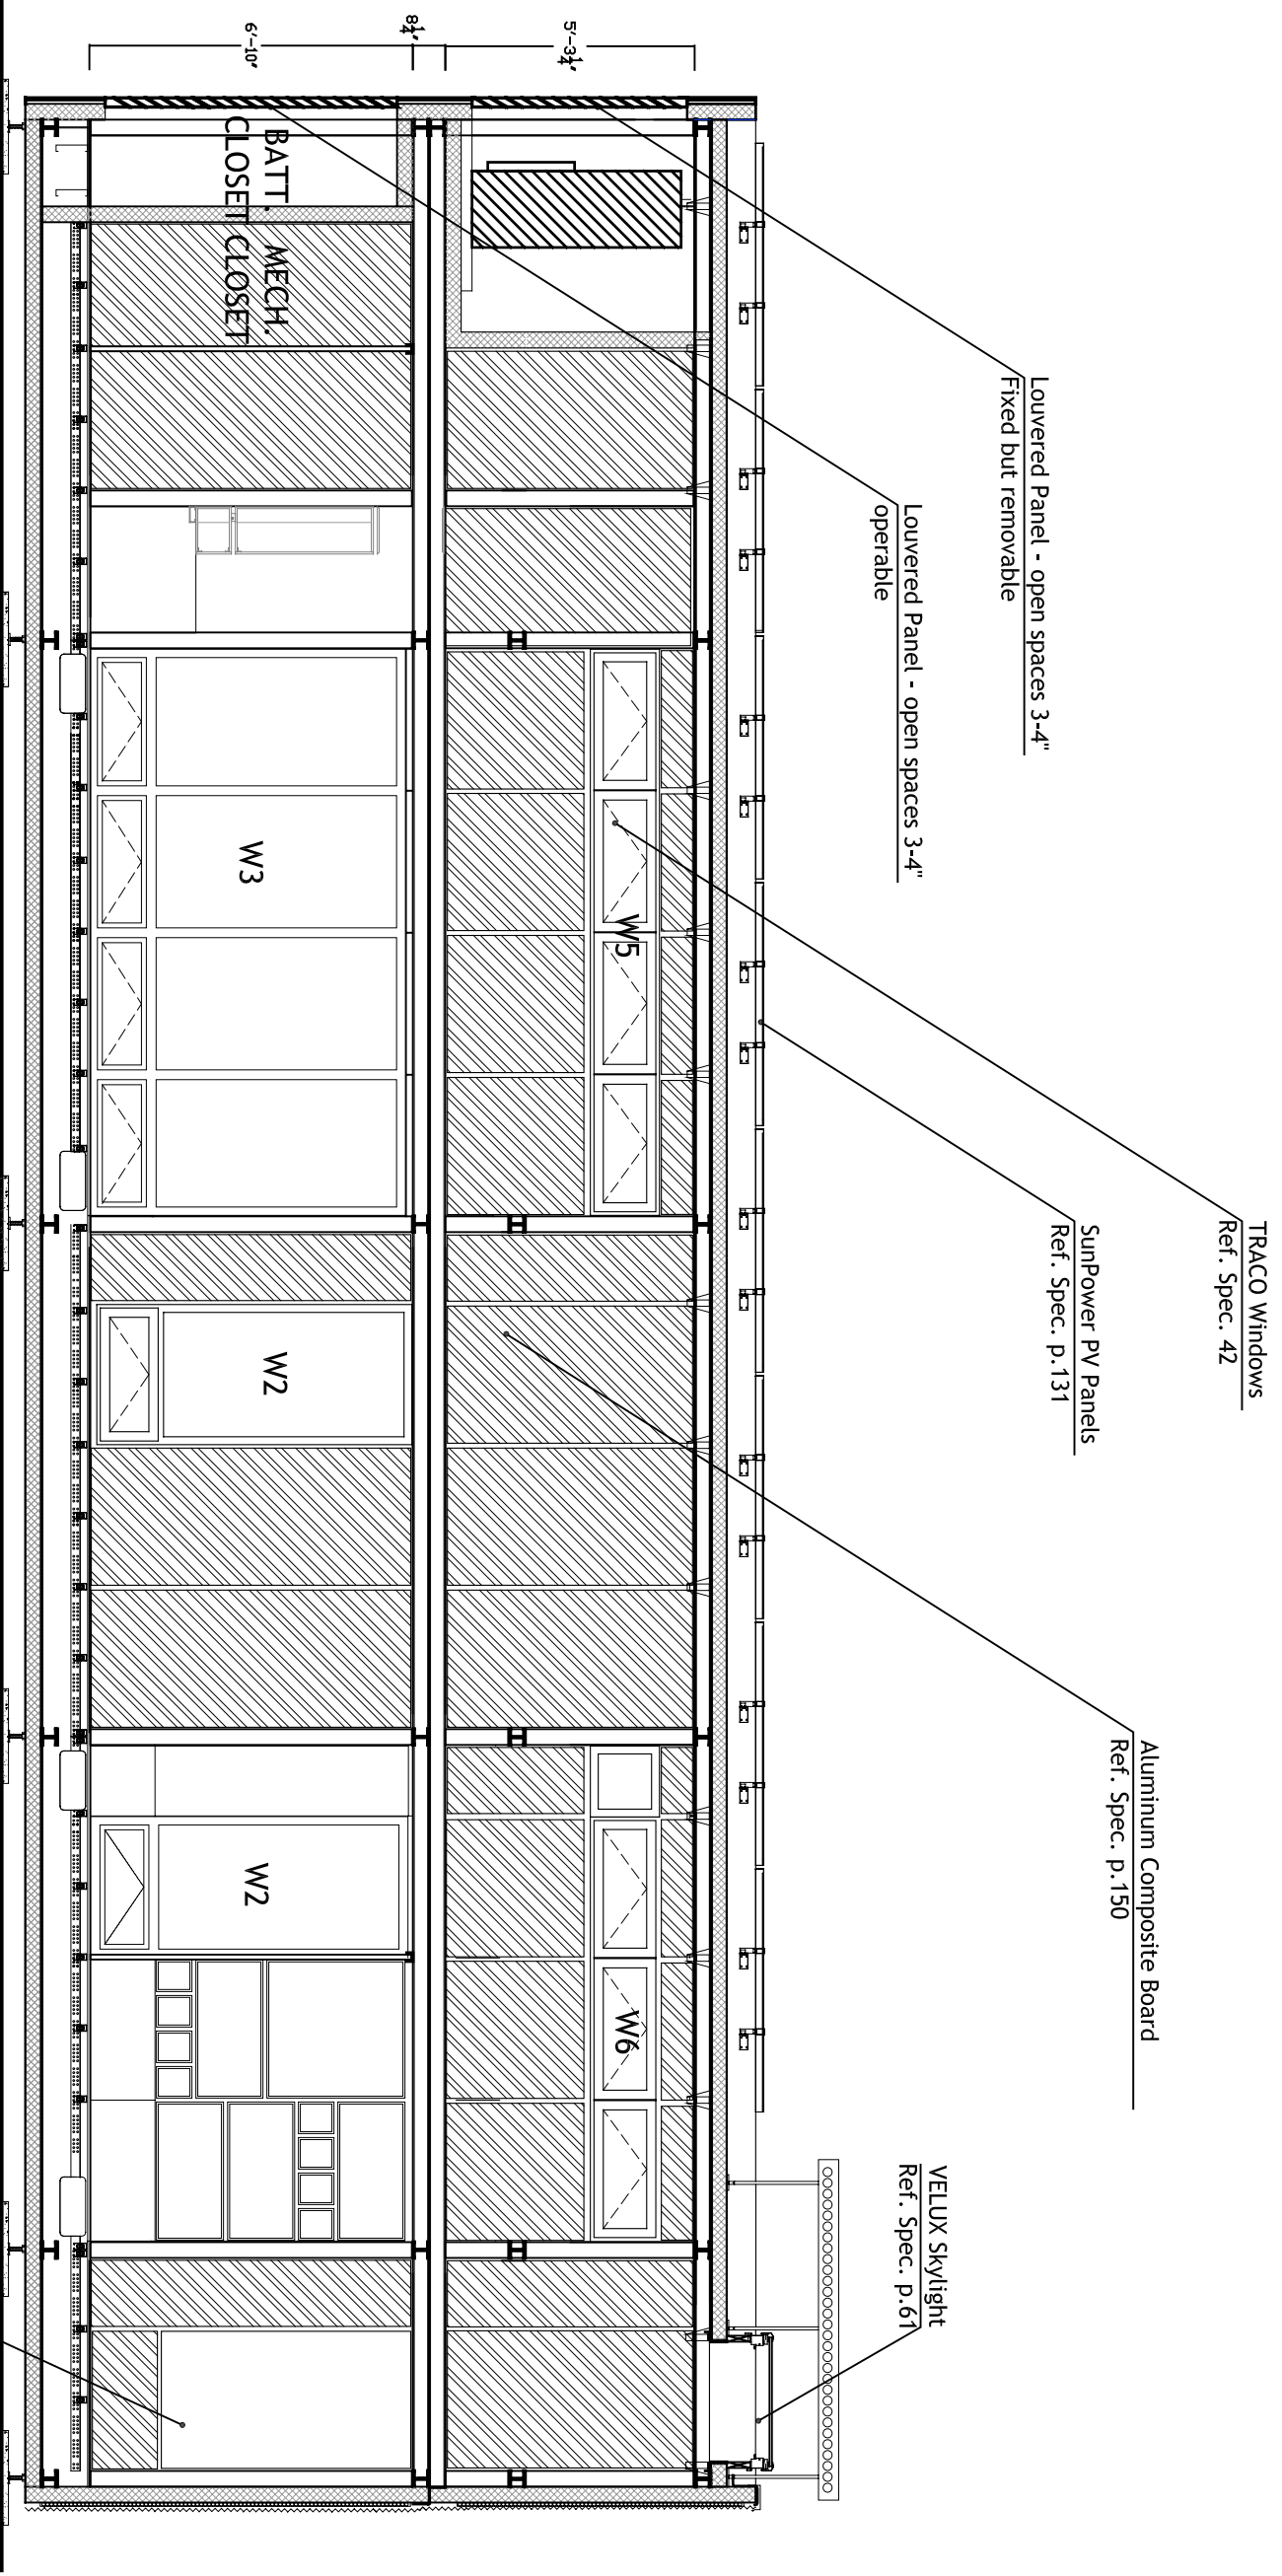 TRACO Windows
Ref. Spec. 42
Aluminum Composite Board
Ref. Spec. p.150
SunPower PV Panels
Ref. Spec. p.131
Louvered Panel - open spaces 3-4"
Fixed but removable
VELUX Skylight
Ref. Spec. p.61
Louvered Panel - open spaces 3-4"
operable
5'-3¼"
8¼"
6'-10"
W5
W6
BATT.
CLOSET
MECH.
CLOSET
W3
W2
W2